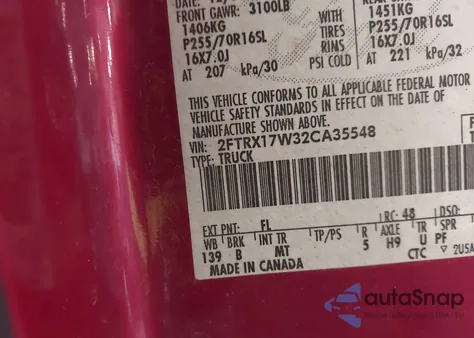 FRONT GAWR: 3100LB
1406KG
P255/70R16SL
16X7.0J
AT 207 kPa/30
WITH
TIRES
RIMS
PSI COLD
1451KG
P255/70R16SL
16X7.0J
AT 221 kPa/32
THIS VEHICLE CONFORMS TO ALL APPLICABLE FEDERAL MOTOR
VEHICLE SAFETY STANDARDS IN EFFECT ON THE DATE OF
MANUFACTURE SHOWN ABOVE.
VIN: 2FTRX17W32CA35548
TYPE: TRUCK
EXT PNT: FL RC: 48 DSO:
WB BRK INT TR TP/PS R AXLE TR SPR
139 B MT 5 H9 U PF
MADE IN CANADA CTC ▽ 2USA
autoSnap